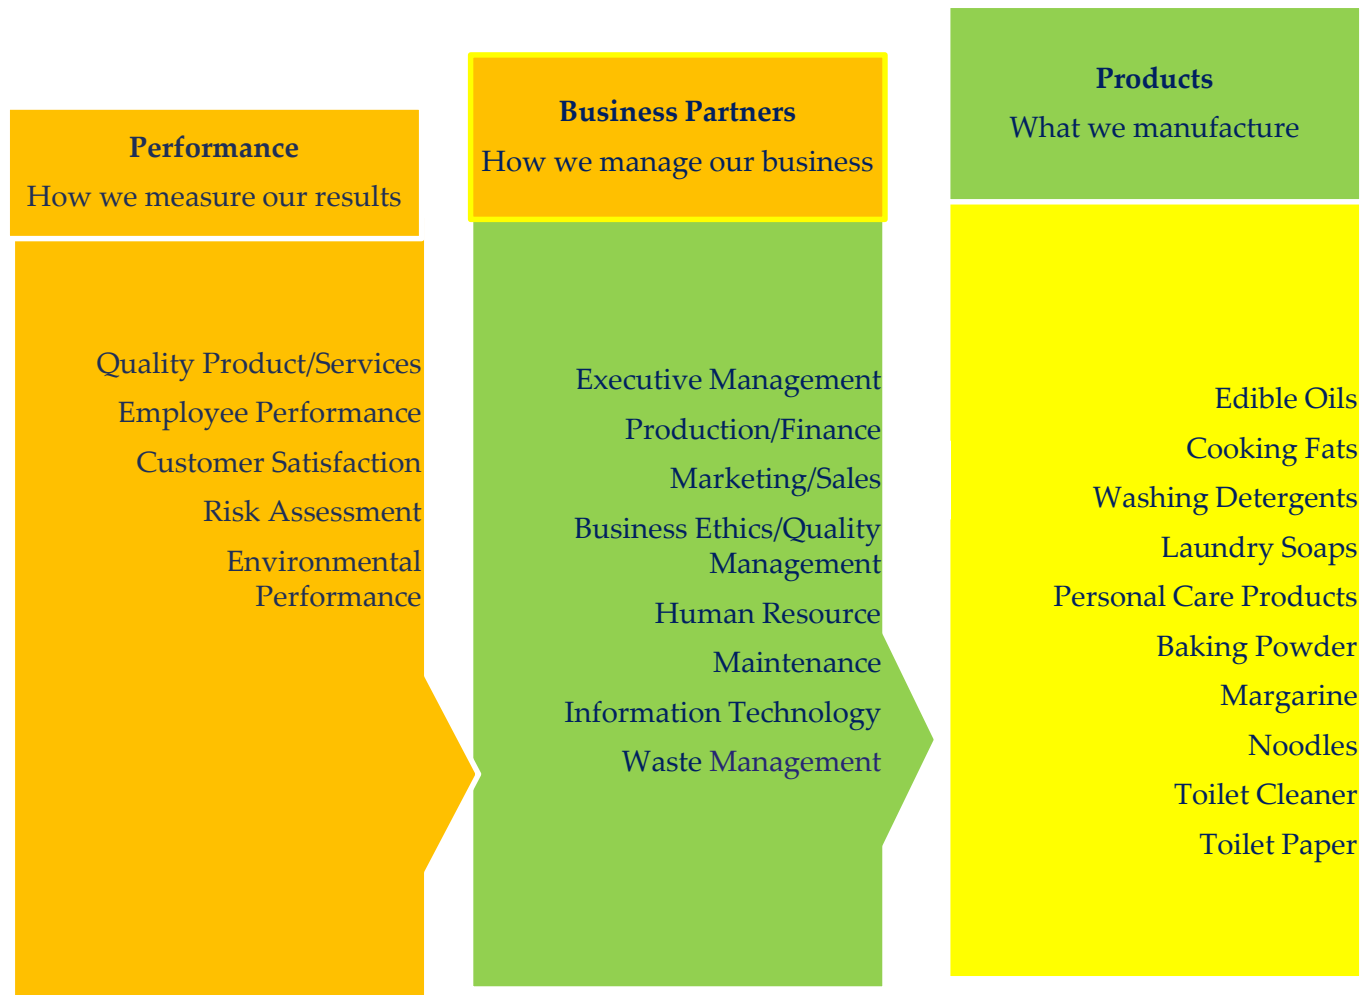 Performance
How we measure our results
Quality Product/Services
Employee Performance
Customer Satisfaction
Risk Assessment
Environmental
Performance
Business Partners
How we manage our business
Executive Management
Production/Finance
Marketing/Sales
Business Ethics/Quality
Management
Human Resource
Maintenance
Information Technology
Waste Management
Products
What we manufacture
Edible Oils
Cooking Fats
Washing Detergents
Laundry Soaps
Personal Care Products
Baking Powder
Margarine
Noodles
Toilet Cleaner
Toilet Paper